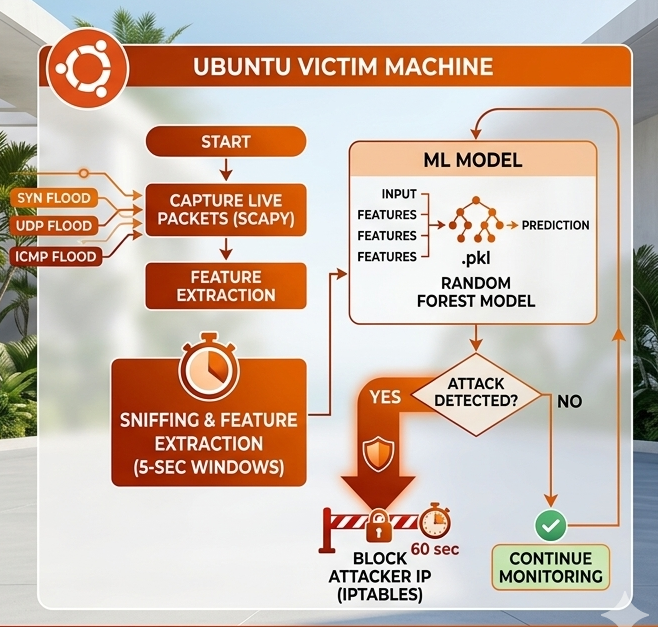 UBUNTU VICTIM MACHINE
START
CAPTURE LIVE
PACKETS (SCAPY)
SYN FLOOD
UDP FLOOD
ICMP FLOOD
FEATURE
EXTRACTION
SNIFFING & FEATURE
EXTRACTION
(5-SEC WINDOWS)
ML MODEL
INPUT
FEATURES
FEATURES
FEATURES
PREDICTION
.pkl
RANDOM
FOREST MODEL
ATTACK
DETECTED?
YES
NO
60 sec
BLOCK
ATTACKER IP
(IPTABLES)
CONTINUE
MONITORING